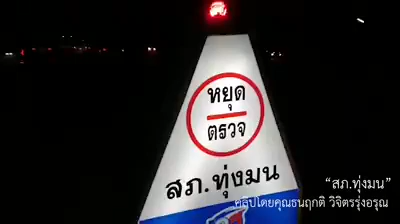 หยุด
ตรวจ
สภ.ทุ่งมน
“สภ.ทุ่งมน”
คลิปโดยคุณธนฤกติ วิจิตรรุ่งอรุณ